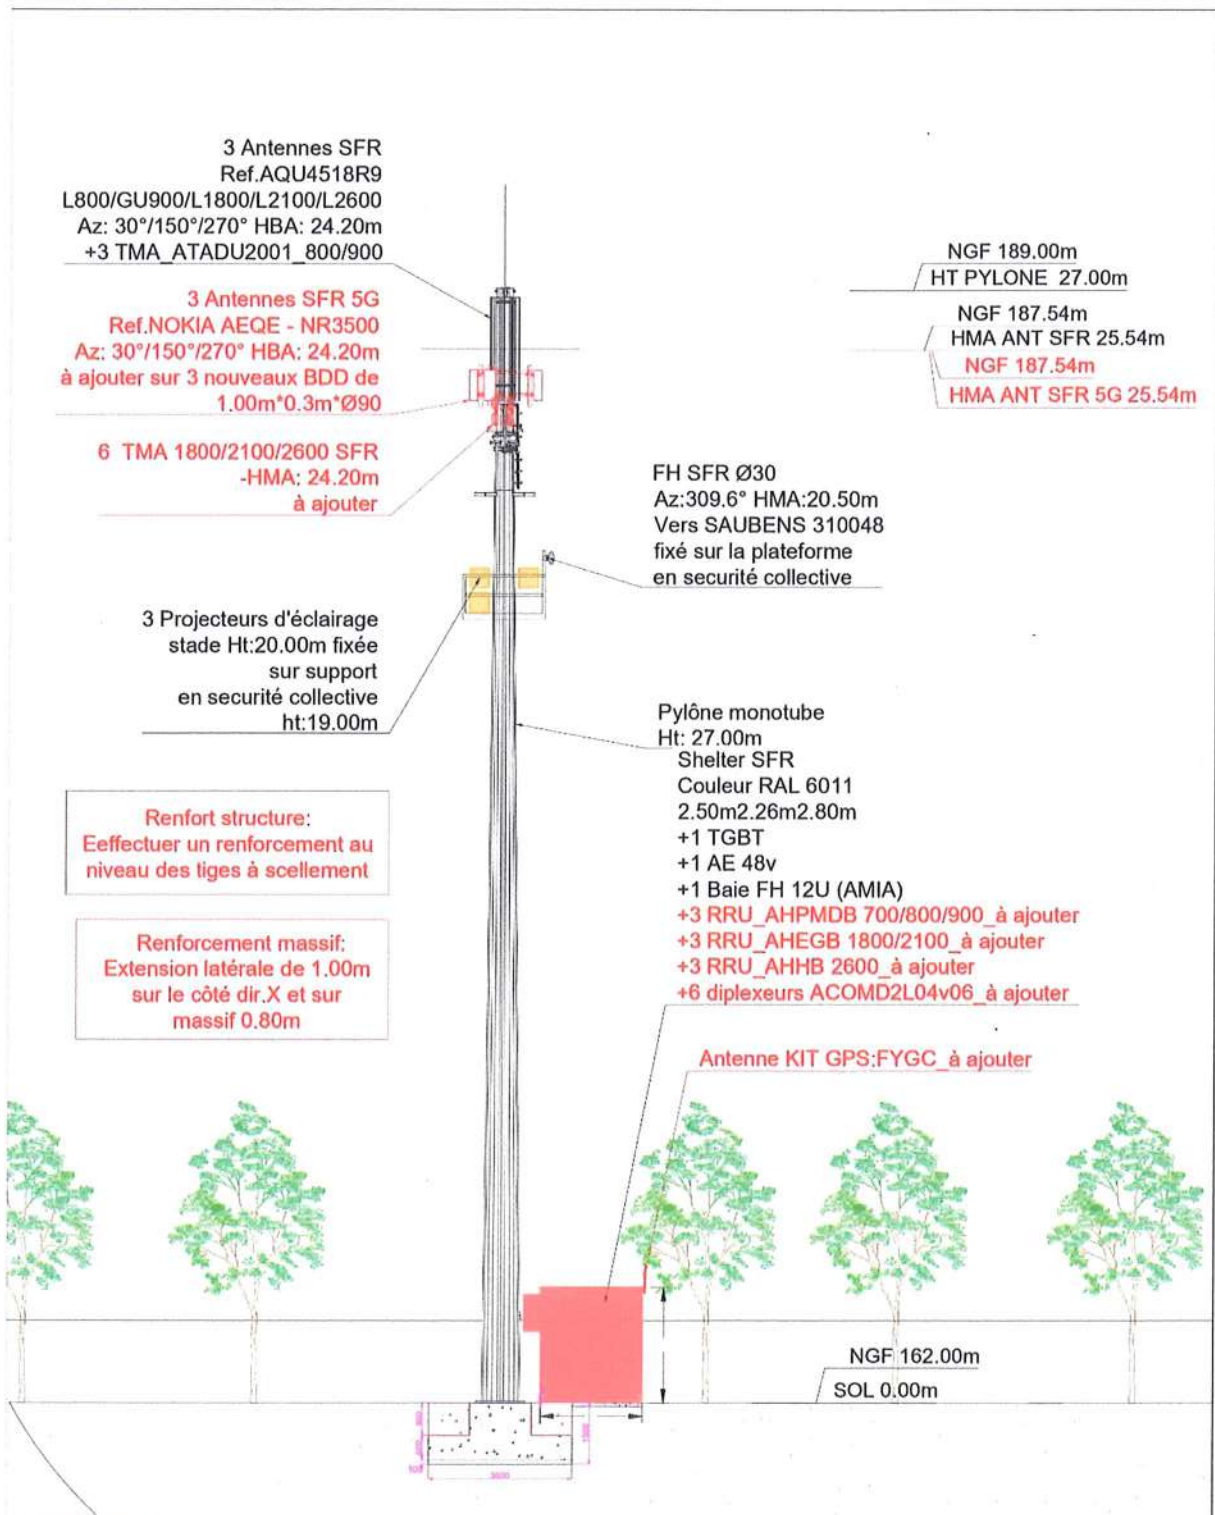 3 Antennes SFR
Ref.AQU4518R9
L800/GU900/L1800/L2100/L2600
Az: 30°/150°/270° HBA: 24.20m
+3 TMA_ATADU2001_800/900
3 Antennes SFR 5G
Ref.NOKIA AEQE - NR3500
Az: 30°/150°/270° HBA: 24.20m
à ajouter sur 3 nouveaux BDD de
1.00m*0.3m*Ø90
6 TMA 1800/2100/2600 SFR
-HMA: 24.20m
à ajouter
NGF 189.00m
HT PYLONE 27.00m
NGF 187.54m
HMA ANT SFR 25.54m
NGF 187.54m
HMA ANT SFR 5G 25.54m
FH SFR Ø30
Az:309.6° HMA:20.50m
Vers SAUBENS 310048
fixé sur la plateforme
en securité collective
3 Projecteurs d'éclairage
stade Ht:20.00m fixée
sur support
en securité collective
ht:19.00m
Pylône monotube
Ht: 27.00m
Shelter SFR
Couleur RAL 6011
2.50m2.26m2.80m
+1 TGBT
+1 AE 48v
+1 Baie FH 12U (AMIA)
+3 RRU_AHPMDB 700/800/900_à ajouter
+3 RRU_AHEGB 1800/2100_à ajouter
+3 RRU_AHHB 2600_à ajouter
+6 diplexeurs ACOMD2L04v06_à ajouter
Renfort structure:
Eeffectuer un renforcement au
niveau des tiges à scellement
Renforcement massif:
Extension latérale de 1.00m
sur le côté dir.X et sur
massif 0.80m
Antenne KIT GPS:FYGC_à ajouter
NGF 162.00m
SOL 0.00m